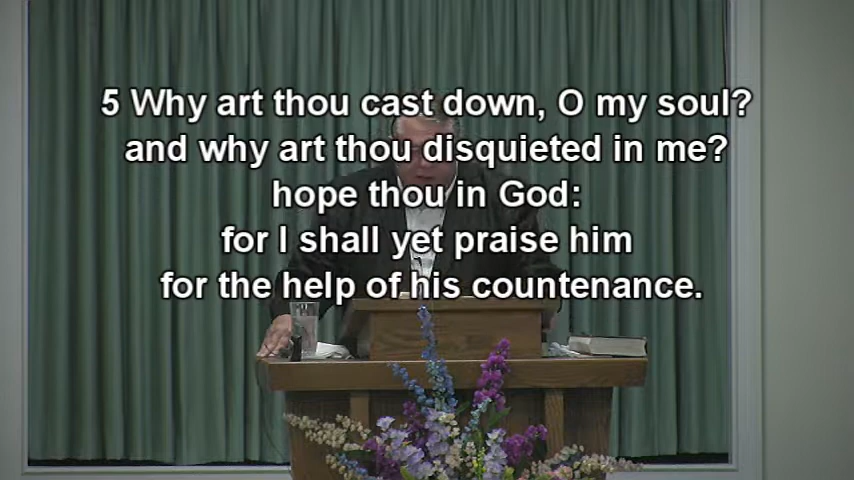 5 Why art thou cast down, O my soul?
and why art thou disquieted in me?
hope thou in God:
for I shall yet praise him
for the help of his countenance.